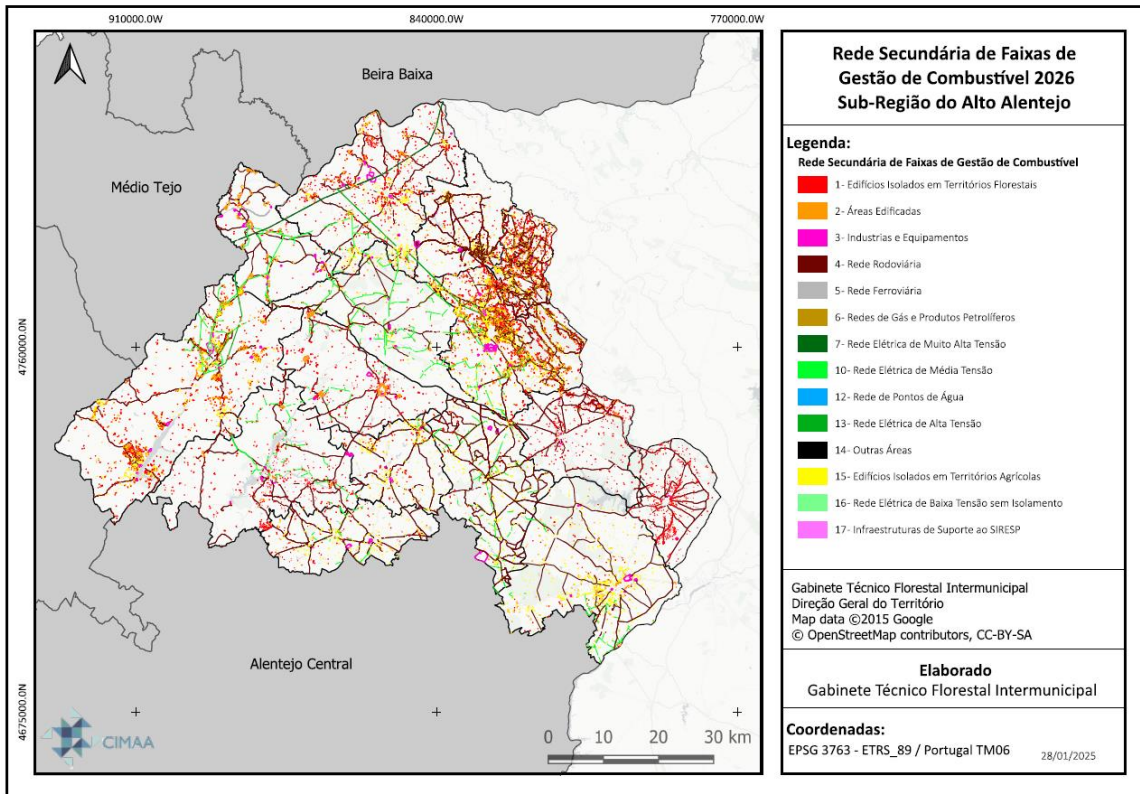 910000.0W
840000.0W
770000.0W
4760000.0N
4675000.0N
Beira Baixa
Médio Tejo
Alentejo Central
CIMAA
0 10 20 30 km
Rede Secundária de Faixas de
Gestão de Combustível 2026
Sub-Região do Alto Alentejo
Legenda:
Rede Secundária de Faixas de Gestão de Combustível
1- Edifícios Isolados em Territórios Florestais
2- Áreas Edificadas
3- Industrias e Equipamentos
4- Rede Rodoviária
5- Rede Ferroviária
6- Redes de Gás e Produtos Petrolíferos
7- Rede Elétrica de Muito Alta Tensão
10- Rede Elétrica de Média Tensão
12- Rede de Pontos de Água
13- Rede Elétrica de Alta Tensão
14- Outras Áreas
15- Edifícios Isolados em Territórios Agrícolas
16- Rede Elétrica de Baixa Tensão sem Isolamento
17- Infraestruturas de Suporte ao SIRESP
Gabinete Técnico Florestal Intermunicipal
Direção Geral do Território
Map data ©2015 Google
© OpenStreetMap contributors, CC-BY-SA
Elaborado
Gabinete Técnico Florestal Intermunicipal
Coordenadas:
EPSG 3763 - ETRS_89 / Portugal TM06
28/01/2025